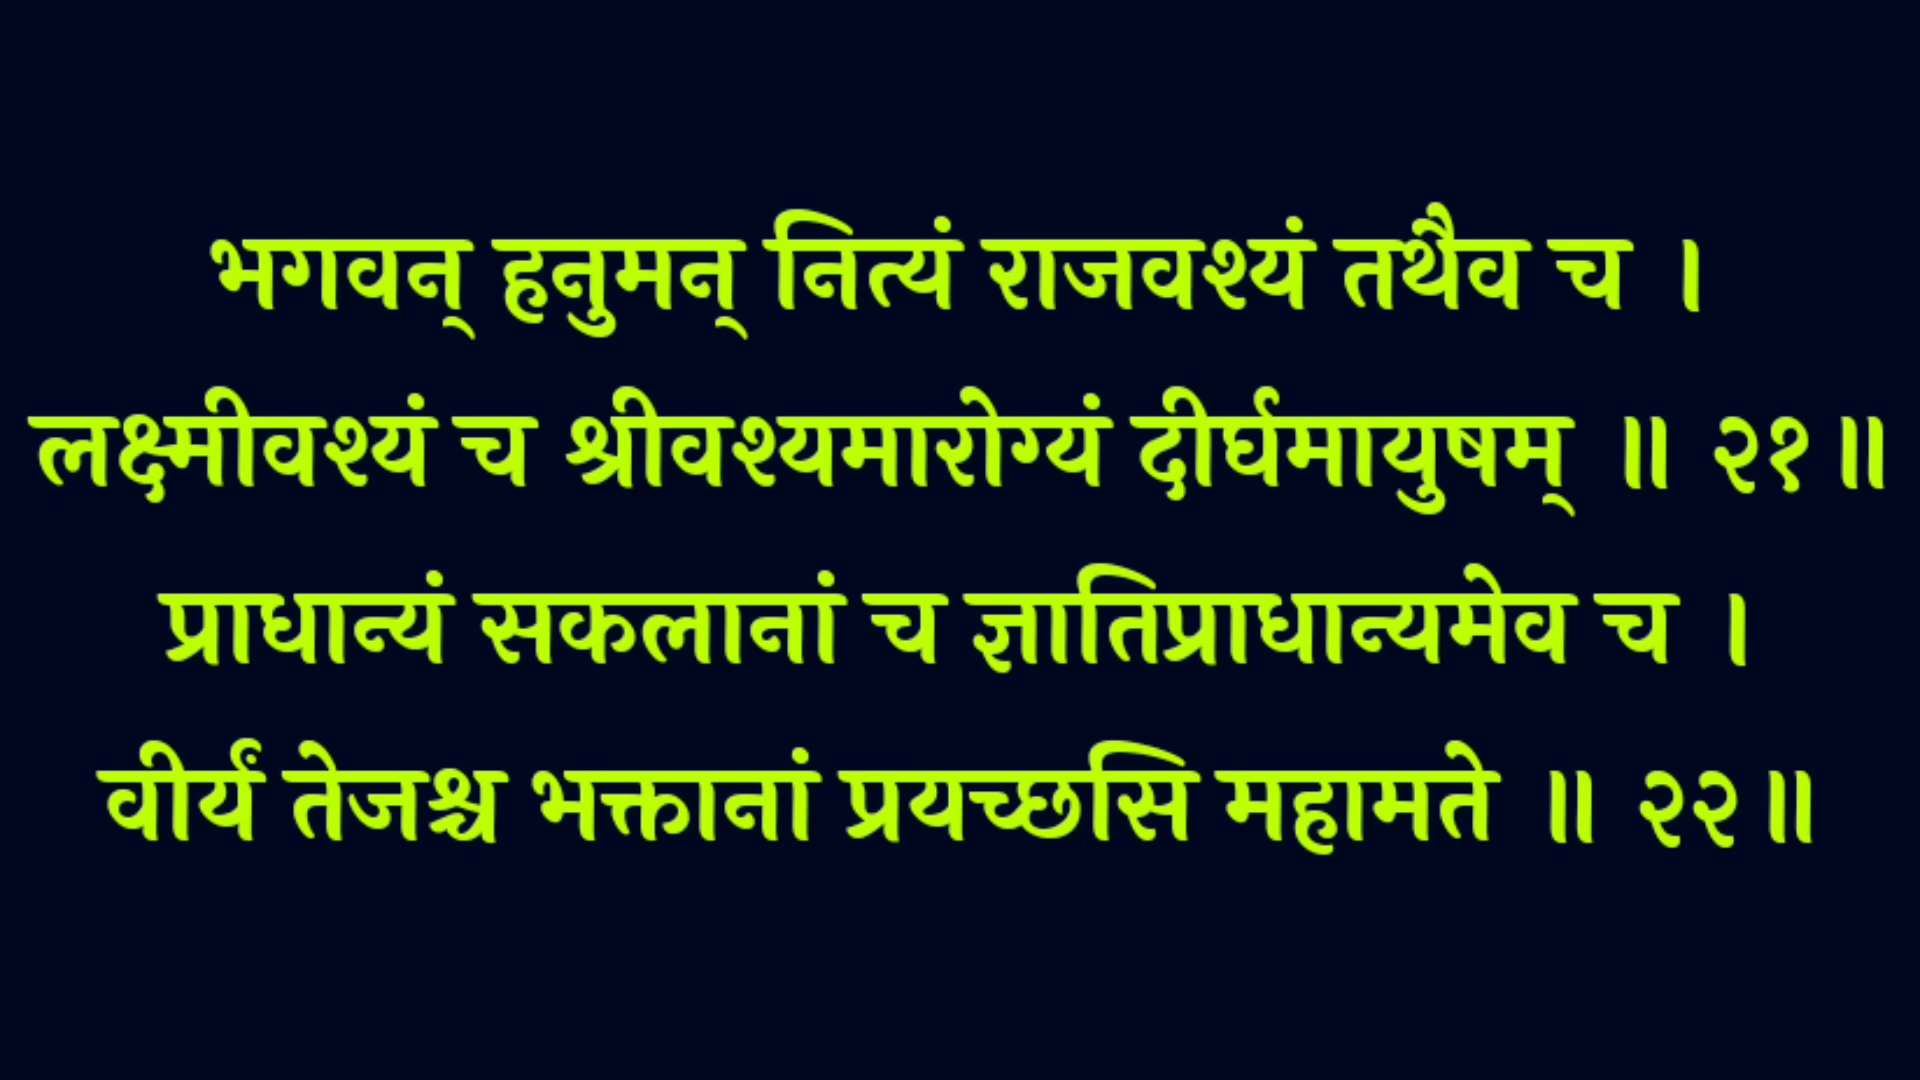 भगवन् हनुमन् नित्यं राजवश्यं तथैव च ।
लक्ष्मीवश्यं च श्रीवश्यमारोग्यं दीर्घमायुषम् ॥ २१॥
प्राधान्यं सकलानां च ज्ञातिप्राधान्यमेव च ।
वीर्यं तेजश्च भक्तानां प्रयच्छसि महामते ॥ २२॥